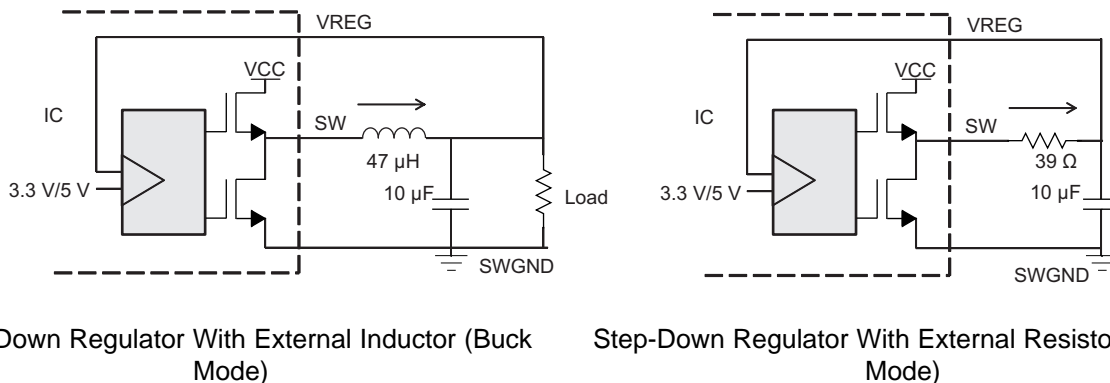 VREG
VCC
IC
SW
47 µH
3.3 V/5 V
10 µF
Load
SWGND
Down Regulator With External Inductor (Buck
Mode)
VREG
VCC
IC
SW
39 Ω
3.3 V/5 V
10 µF
SWGND
Step-Down Regulator With External Resisto
Mode)